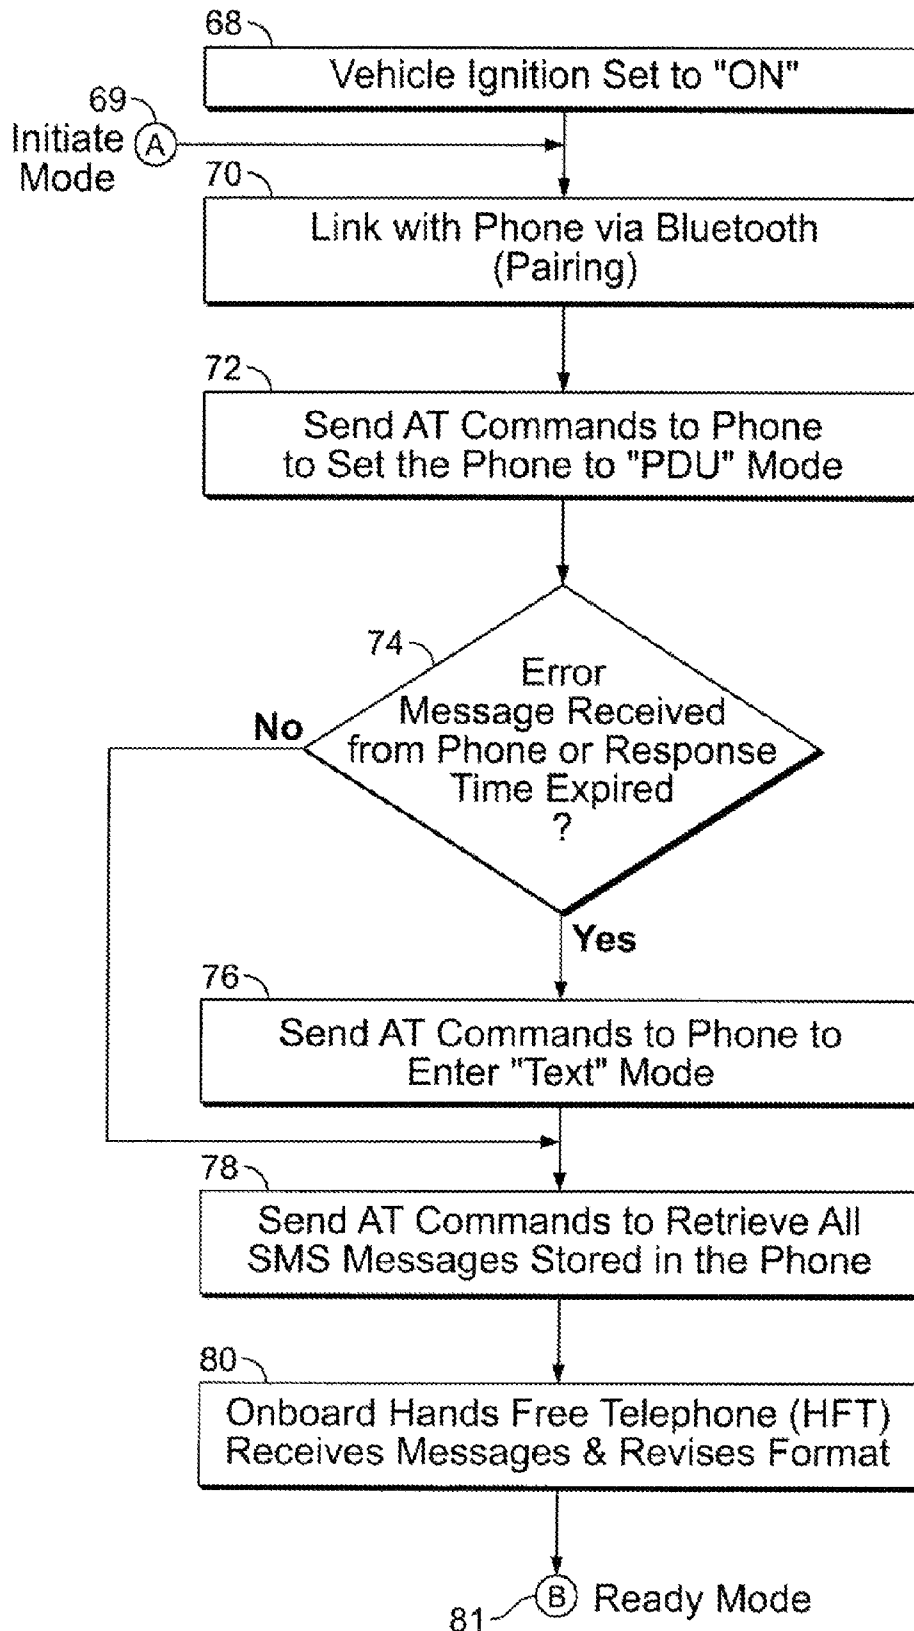 68
Vehicle Ignition Set to "ON"
69
Initiate
Mode
A
70
Link with Phone via Bluetooth
(Pairing)
72
Send AT Commands to Phone
to Set the Phone to "PDU" Mode
74
Error
Message Received
from Phone or Response
Time Expired
?
No
Yes
76
Send AT Commands to Phone to
Enter "Text" Mode
78
Send AT Commands to Retrieve All
SMS Messages Stored in the Phone
80
Onboard Hands Free Telephone (HFT)
Receives Messages & Revises Format
81
B
Ready Mode